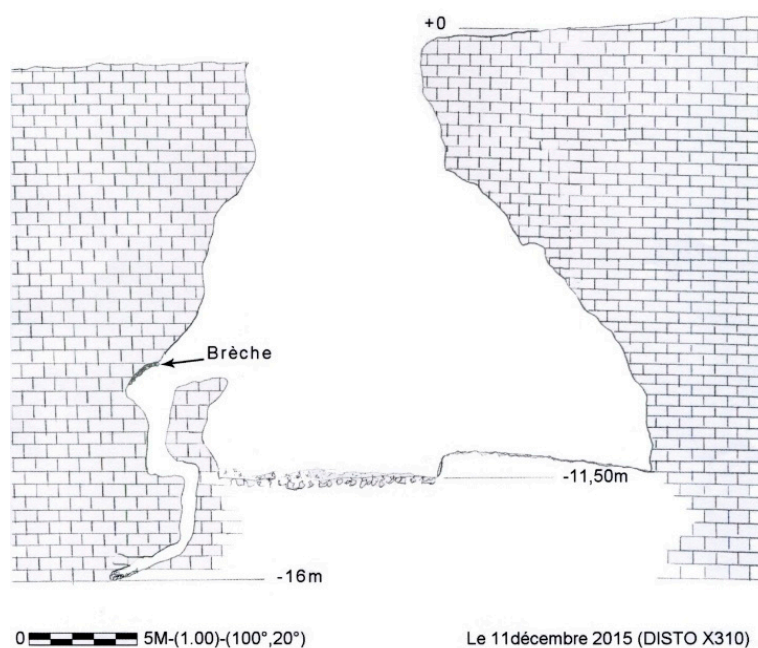 +0
Brèche
-11,50m
-16m
0 5M-(1.00)-(100°,20°)
Le 11décembre 2015 (DISTO X310)